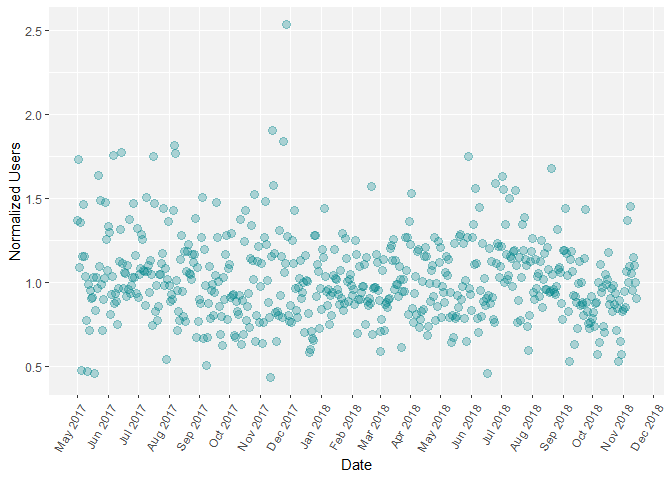 2.5
2.0
1.5
1.0
0.5
Normalized Users
May 2017
Jun 2017
Jul 2017
Aug 2017
Sep 2017
Oct 2017
Nov 2017
Dec 2017
Jan 2018
Feb 2018
Mar 2018
Apr 2018
May 2018
Jun 2018
Jul 2018
Aug 2018
Sep 2018
Oct 2018
Nov 2018
Dec 2018
Date